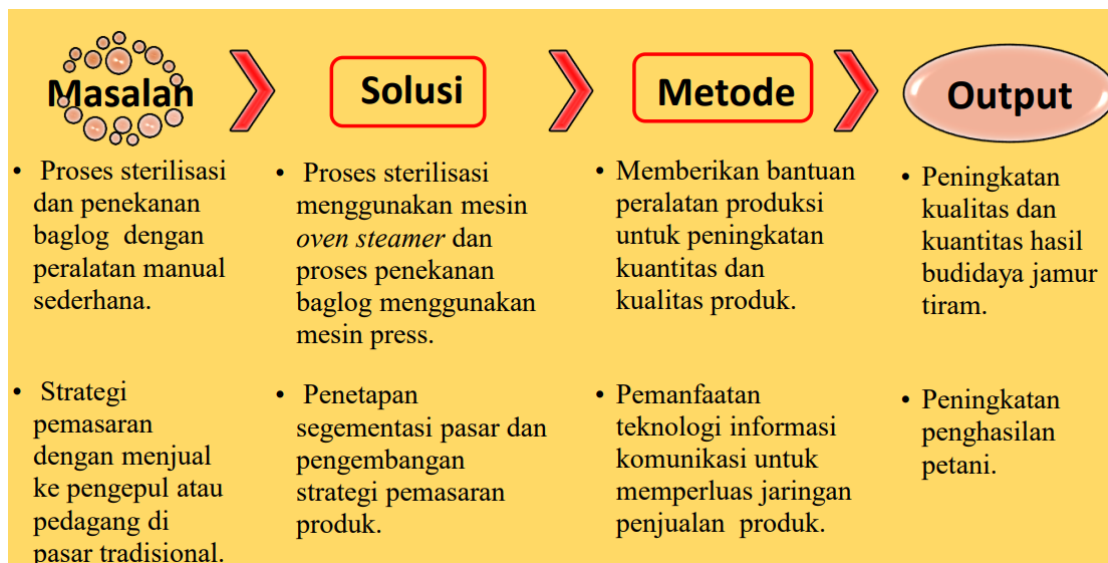 Masalah
Solusi
Metode
Output
• Proses sterilisasi
dan penekanan
baglog dengan
peralatan manual
sederhana.
• Strategi
pemasaran
dengan menjual
ke pengepul atau
pedagang di
pasar tradisional.
• Proses sterilisasi
menggunakan mesin
oven steamer dan
proses penekanan
baglog menggunakan
mesin press.
• Penetapan
segementasi pasar dan
pengembangan
strategi pemasaran
produk.
• Memberikan bantuan
peralatan produksi
untuk peningkatan
kuantitas dan
kualitas produk.
• Pemanfaatan
teknologi informasi
komunikasi untuk
memperluas jaringan
penjualan produk.
• Peningkatan
kualitas dan
kuantitas hasil
budidaya jamur
tiram.
• Peningkatan
penghasilan
petani.